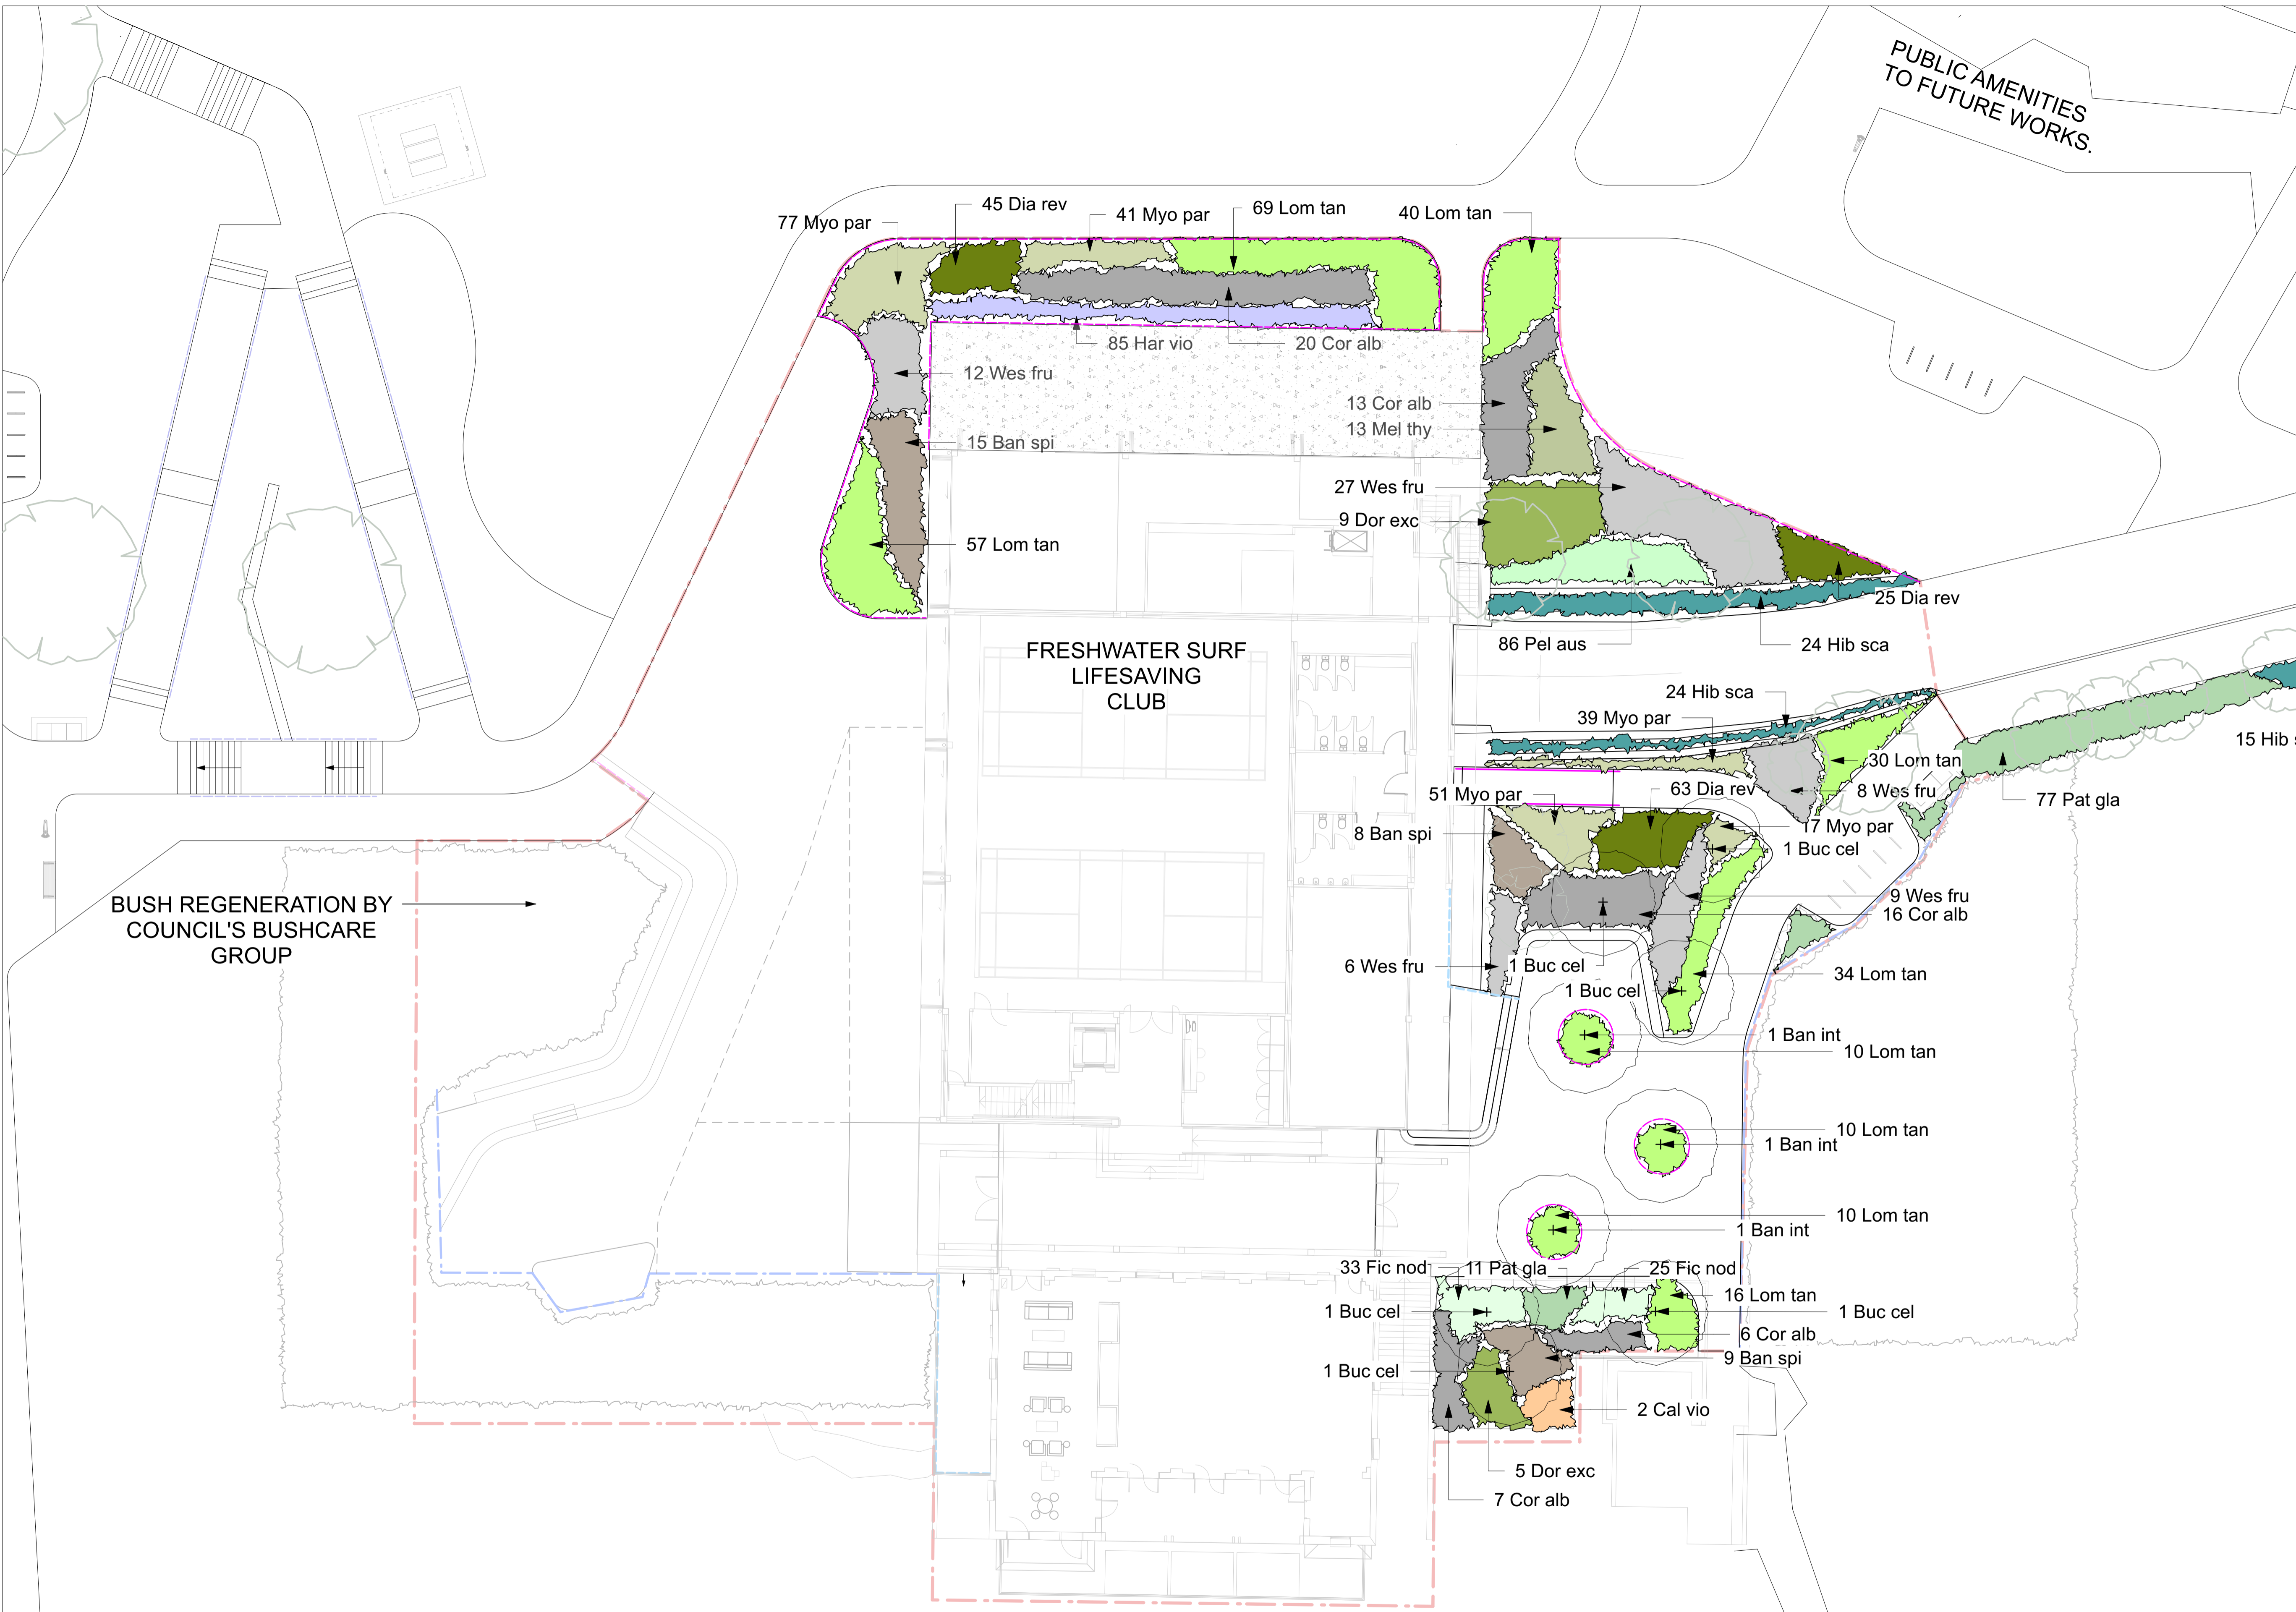 PUBLIC AMENITIES
TO FUTURE WORKS.
45 Dia rev
77 Myo par
41 Myo par
69 Lom tan
40 Lom tan
85 Har vio
20 Cor alb
12 Wes fru
13 Cor alb
13 Mel thy
15 Ban spi
27 Wes fru
9 Dor exc
57 Lom tan
25 Dia rev
86 Pel aus
24 Hib sca
FRESHWATER SURF
LIFESAVING
CLUB
24 Hib sca
39 Myo par
15 Hib
30 Lom tan
8 Wes fru
77 Pat gla
51 Myo par
63 Dia rev
8 Ban spi
17 Myo par
1 Buc cel
9 Wes fru
16 Cor alb
BUSH REGENERATION BY
COUNCIL'S BUSHCARE
GROUP
6 Wes fru
1 Buc cel
34 Lom tan
1 Buc cel
1 Ban int
10 Lom tan
10 Lom tan
1 Ban int
10 Lom tan
1 Ban int
33 Fic nod
11 Pat gla
25 Fic nod
16 Lom tan
1 Buc cel
1 Buc cel
6 Cor alb
9 Ban spi
1 Buc cel
2 Cal vio
5 Dor exc
7 Cor alb